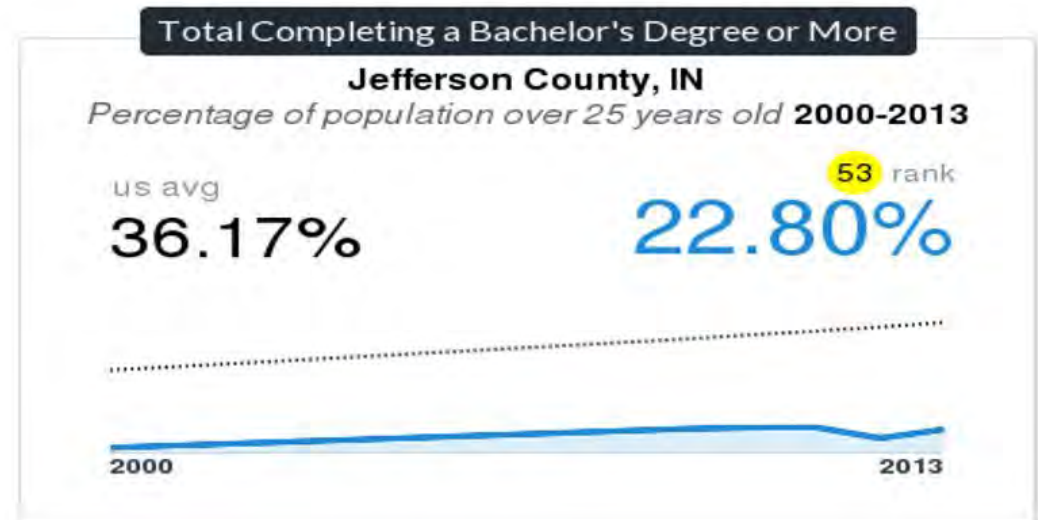 Total Completing a Bachelor's Degree or More
Jefferson County, IN
Percentage of population over 25 years old 2000-2013
us avg
36.17%
53 rank
22.80%
2000
2013